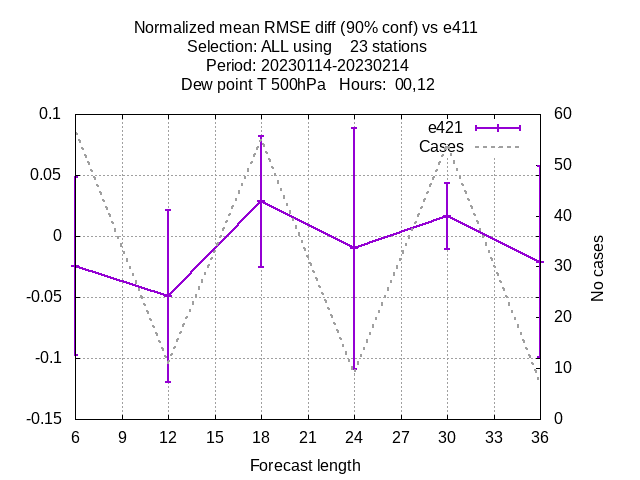 Normalized mean RMSE diff (90% conf) vs e411
Selection: ALL using    23 stations
Period: 20230114-20230214
Dew point T 500hPa   Hours:  00,12
0.1
0.05
0
-0.05
-0.1
-0.15
60
50
40
30
20
10
0
e421
Cases
No cases
6 9 12 15 18 21 24 27 30 33 36
Forecast length